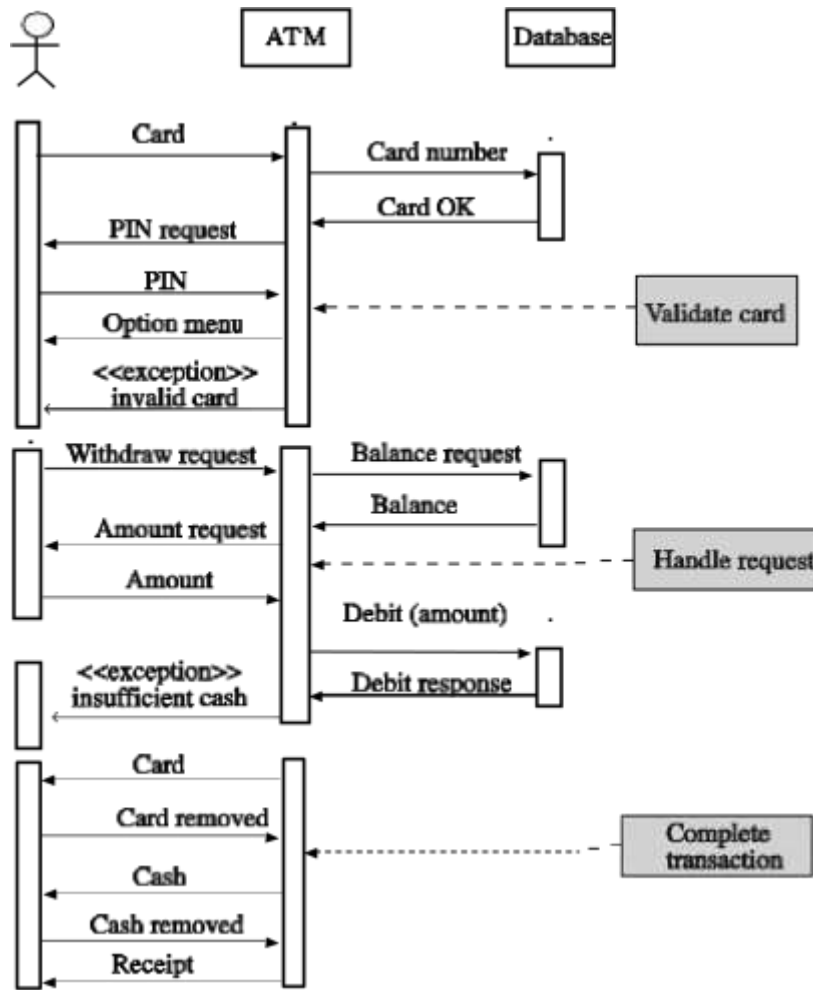 ATM
Database
Card
Card number
Card OK
PIN request
PIN
Validate card
Option menu
<<exception>>
invalid card
Withdraw request
Balance request
Balance
Amount request
Handle request
Amount
Debit (amount)
<<exception>>
insufficient cash
Debit response
Card
Card removed
Complete
transaction
Cash
Cash removed
Receipt